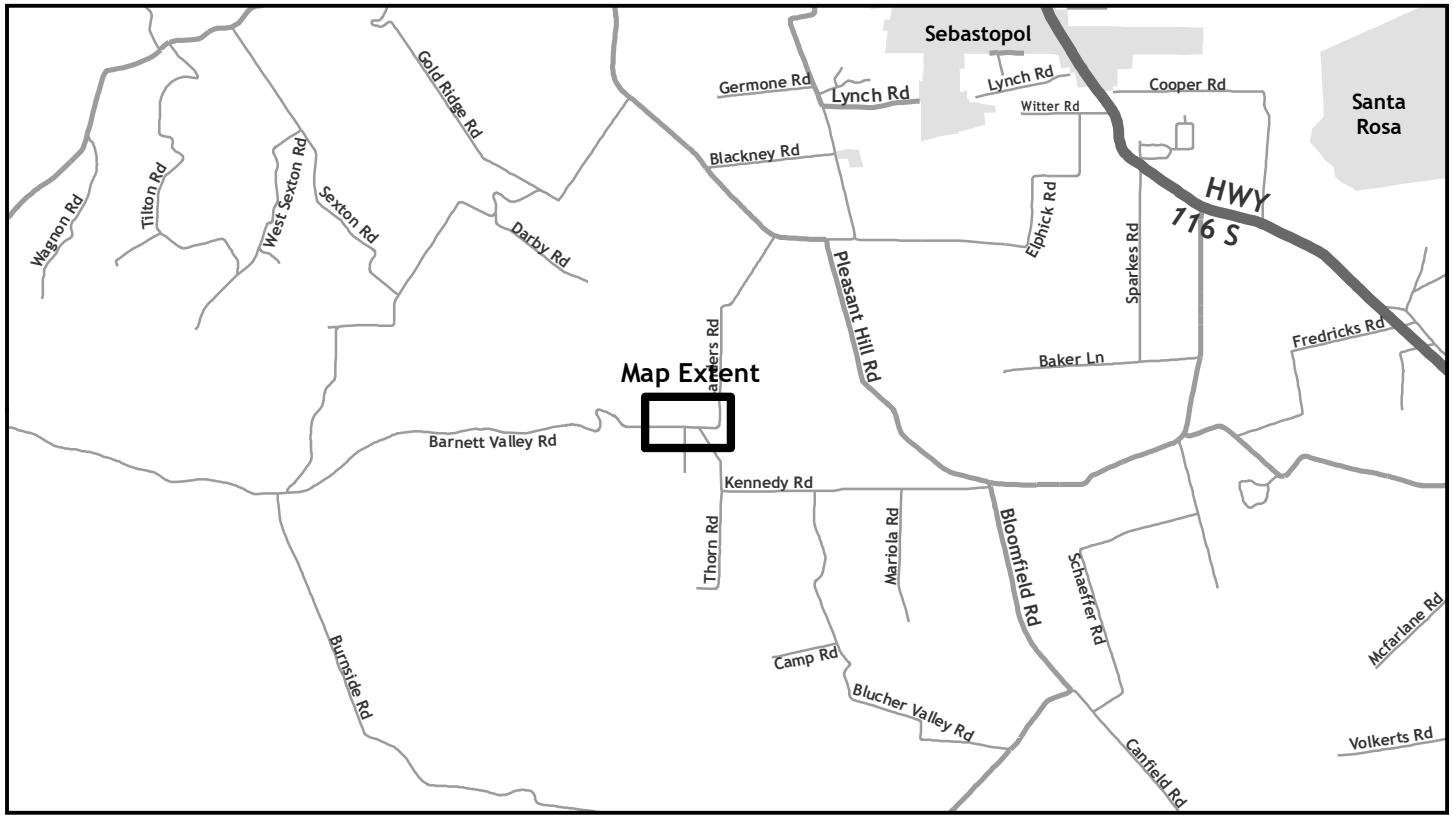 Sebastopol
Gold Ridge Rd
Germone Rd
Lynch Rd
Lynch Rd
Cooper Rd
Witter Rd
Santa
Rosa
Blackney Rd
Wagnon Rd
Tilton Rd
West Sexton Rd
Sexton Rd
Darby Rd
Elphick Rd
HWY
116 S
Sparkes Rd
Pleasant Hill Rd
Fredricks Rd
Baker Ln
anders Rd
Map Extent
Barnett Valley Rd
Kennedy Rd
Thorn Rd
Mariola Rd
Bloomfield Rd
Schaeffer Rd
Mcfarlane Rd
Burnside Rd
Camp Rd
Blucher Valley Rd
Canfield Rd
Volkerts Rd